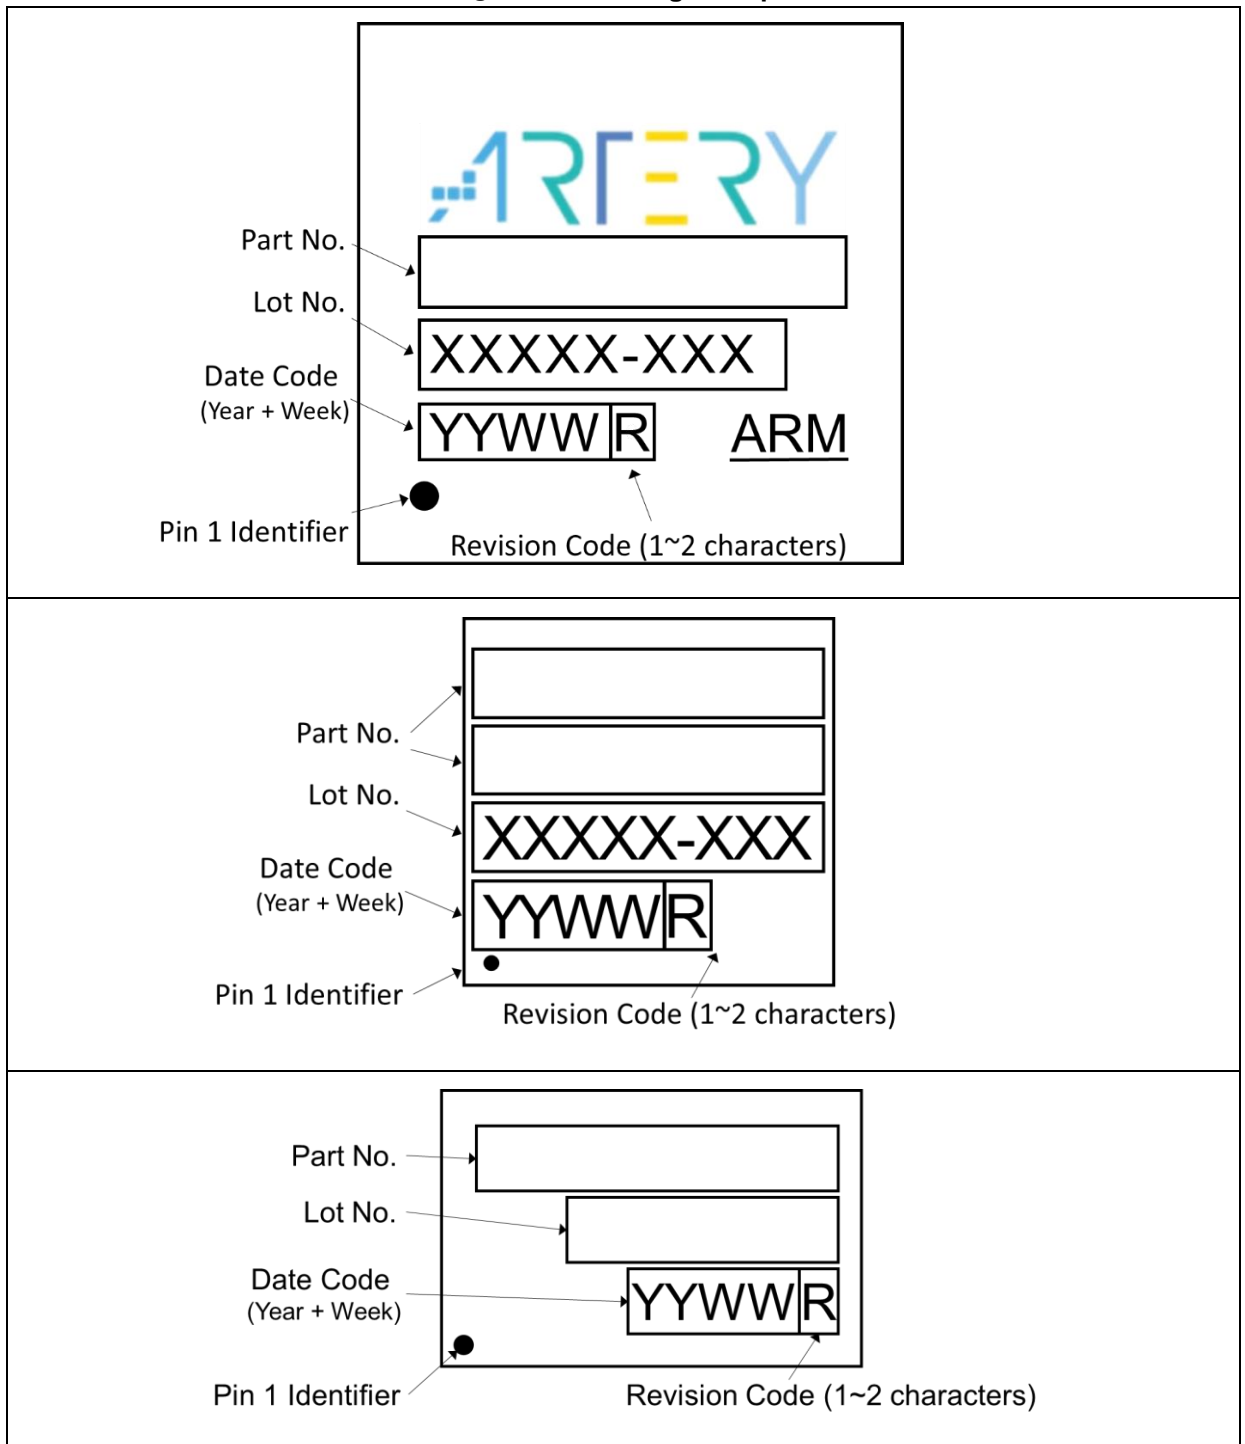 ARTERY
Part No.
Lot No.
XXXXX-XXX
Date Code
(Year + Week)
YYWW R
ARM
Pin 1 Identifier
Revision Code (1~2 characters)
Part No.
Lot No.
XXXXX-XXX
Date Code
(Year + Week)
YYWW R
Pin 1 Identifier
Revision Code (1~2 characters)
Part No.
Lot No.
Date Code
(Year + Week)
YYWW R
Pin 1 Identifier
Revision Code (1~2 characters)